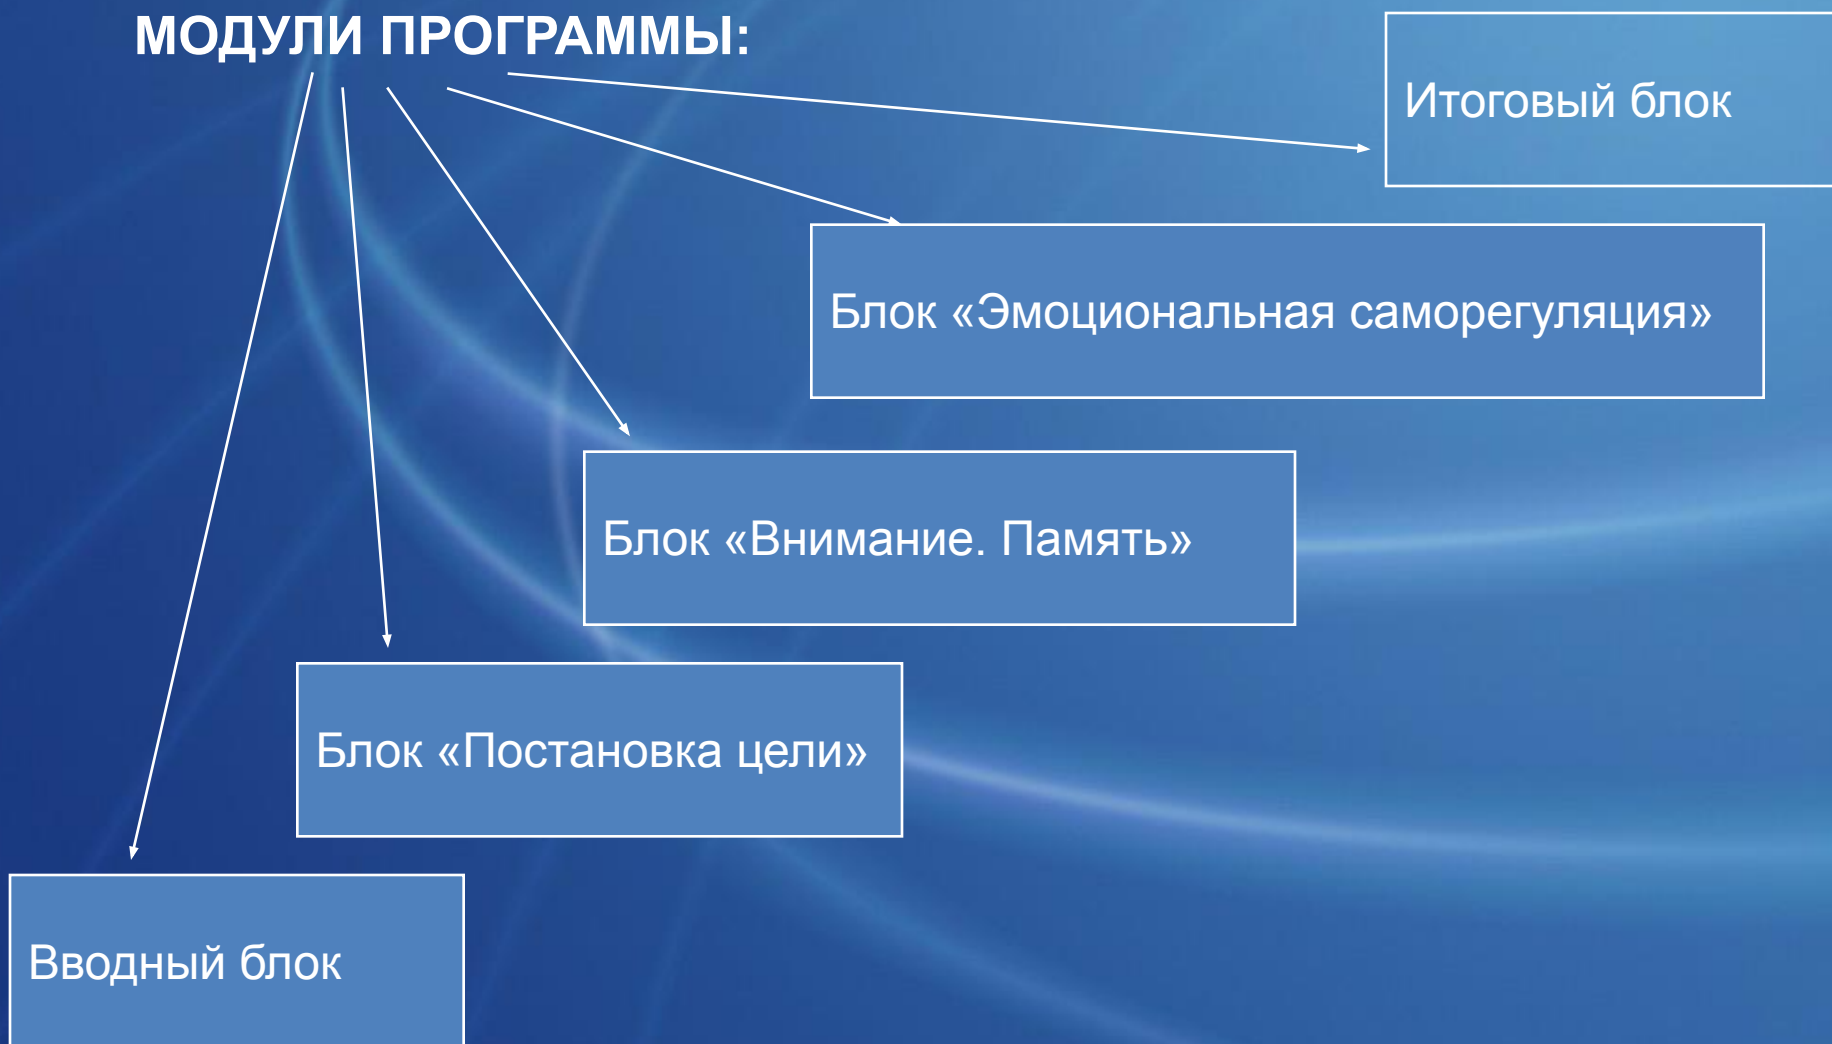 МОДУЛИ ПРОГРАММЫ:
Итоговый блок
Блок «Эмоциональная саморегуляция»
Блок «Внимание. Память»
Блок «Постановка цели»
Вводный блок